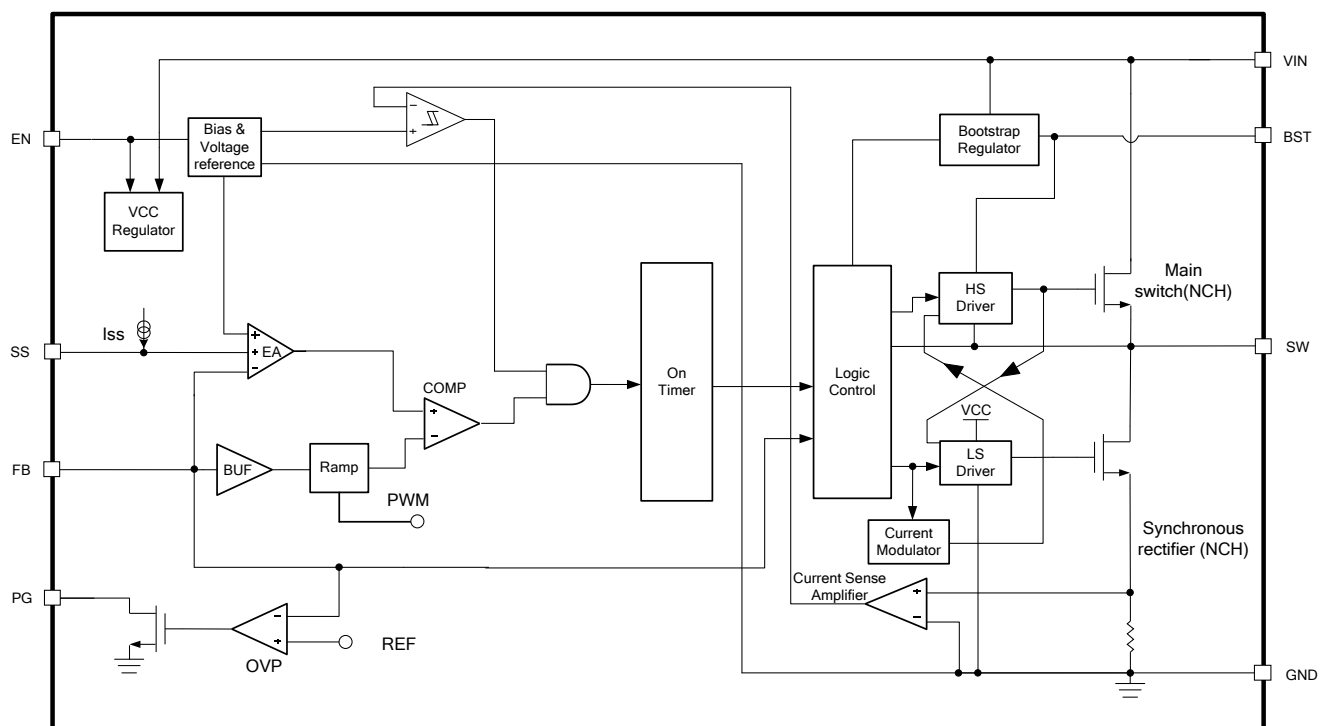 VIN
EN
Bias &
Voltage
reference
-
+
Bootstrap
Regulator
BST
VCC
Regulator
HS
Driver
Main
switch(NCH)
Iss
SS
+
+
EA
-
On
Timer
Logic
Control
SW
COMP
+
-
VCC
FB
BUF
Ramp
LS
Driver
PWM
Current
Modulator
Synchronous
rectifier (NCH)
PG
Current Sense
Amplifier
+
-
-
+
REF
OVP
GND